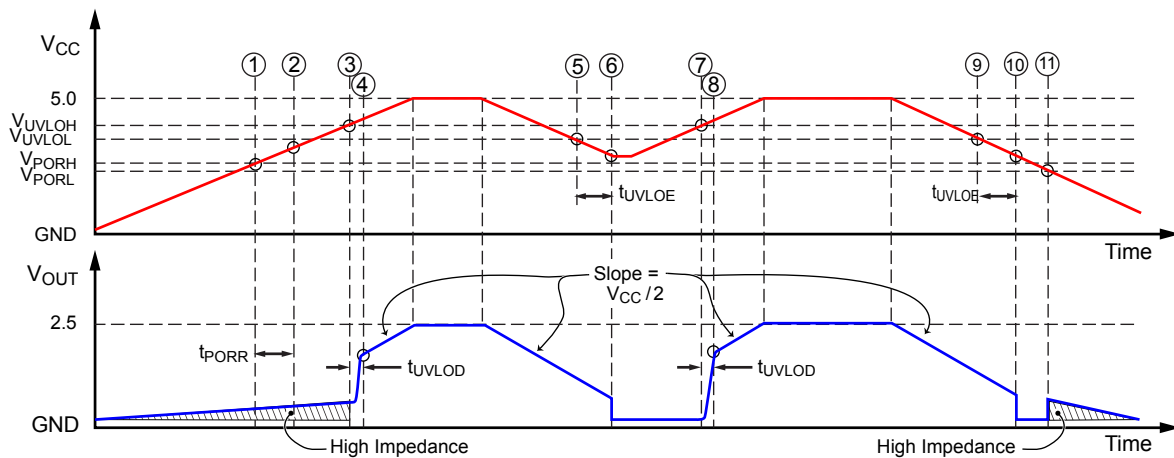 VCC
1 2 3 4 5 6 7 8 9 10 11
5.0
VUVLOH
VUVLOL
VPORH
VPORL
tUVLOE
tUVLOE
GND
Time
VOUT
Slope =
VCC /2
2.5
tPORR
tUVLOD
tUVLOD
GND
High Impedance
High Impedance
Time